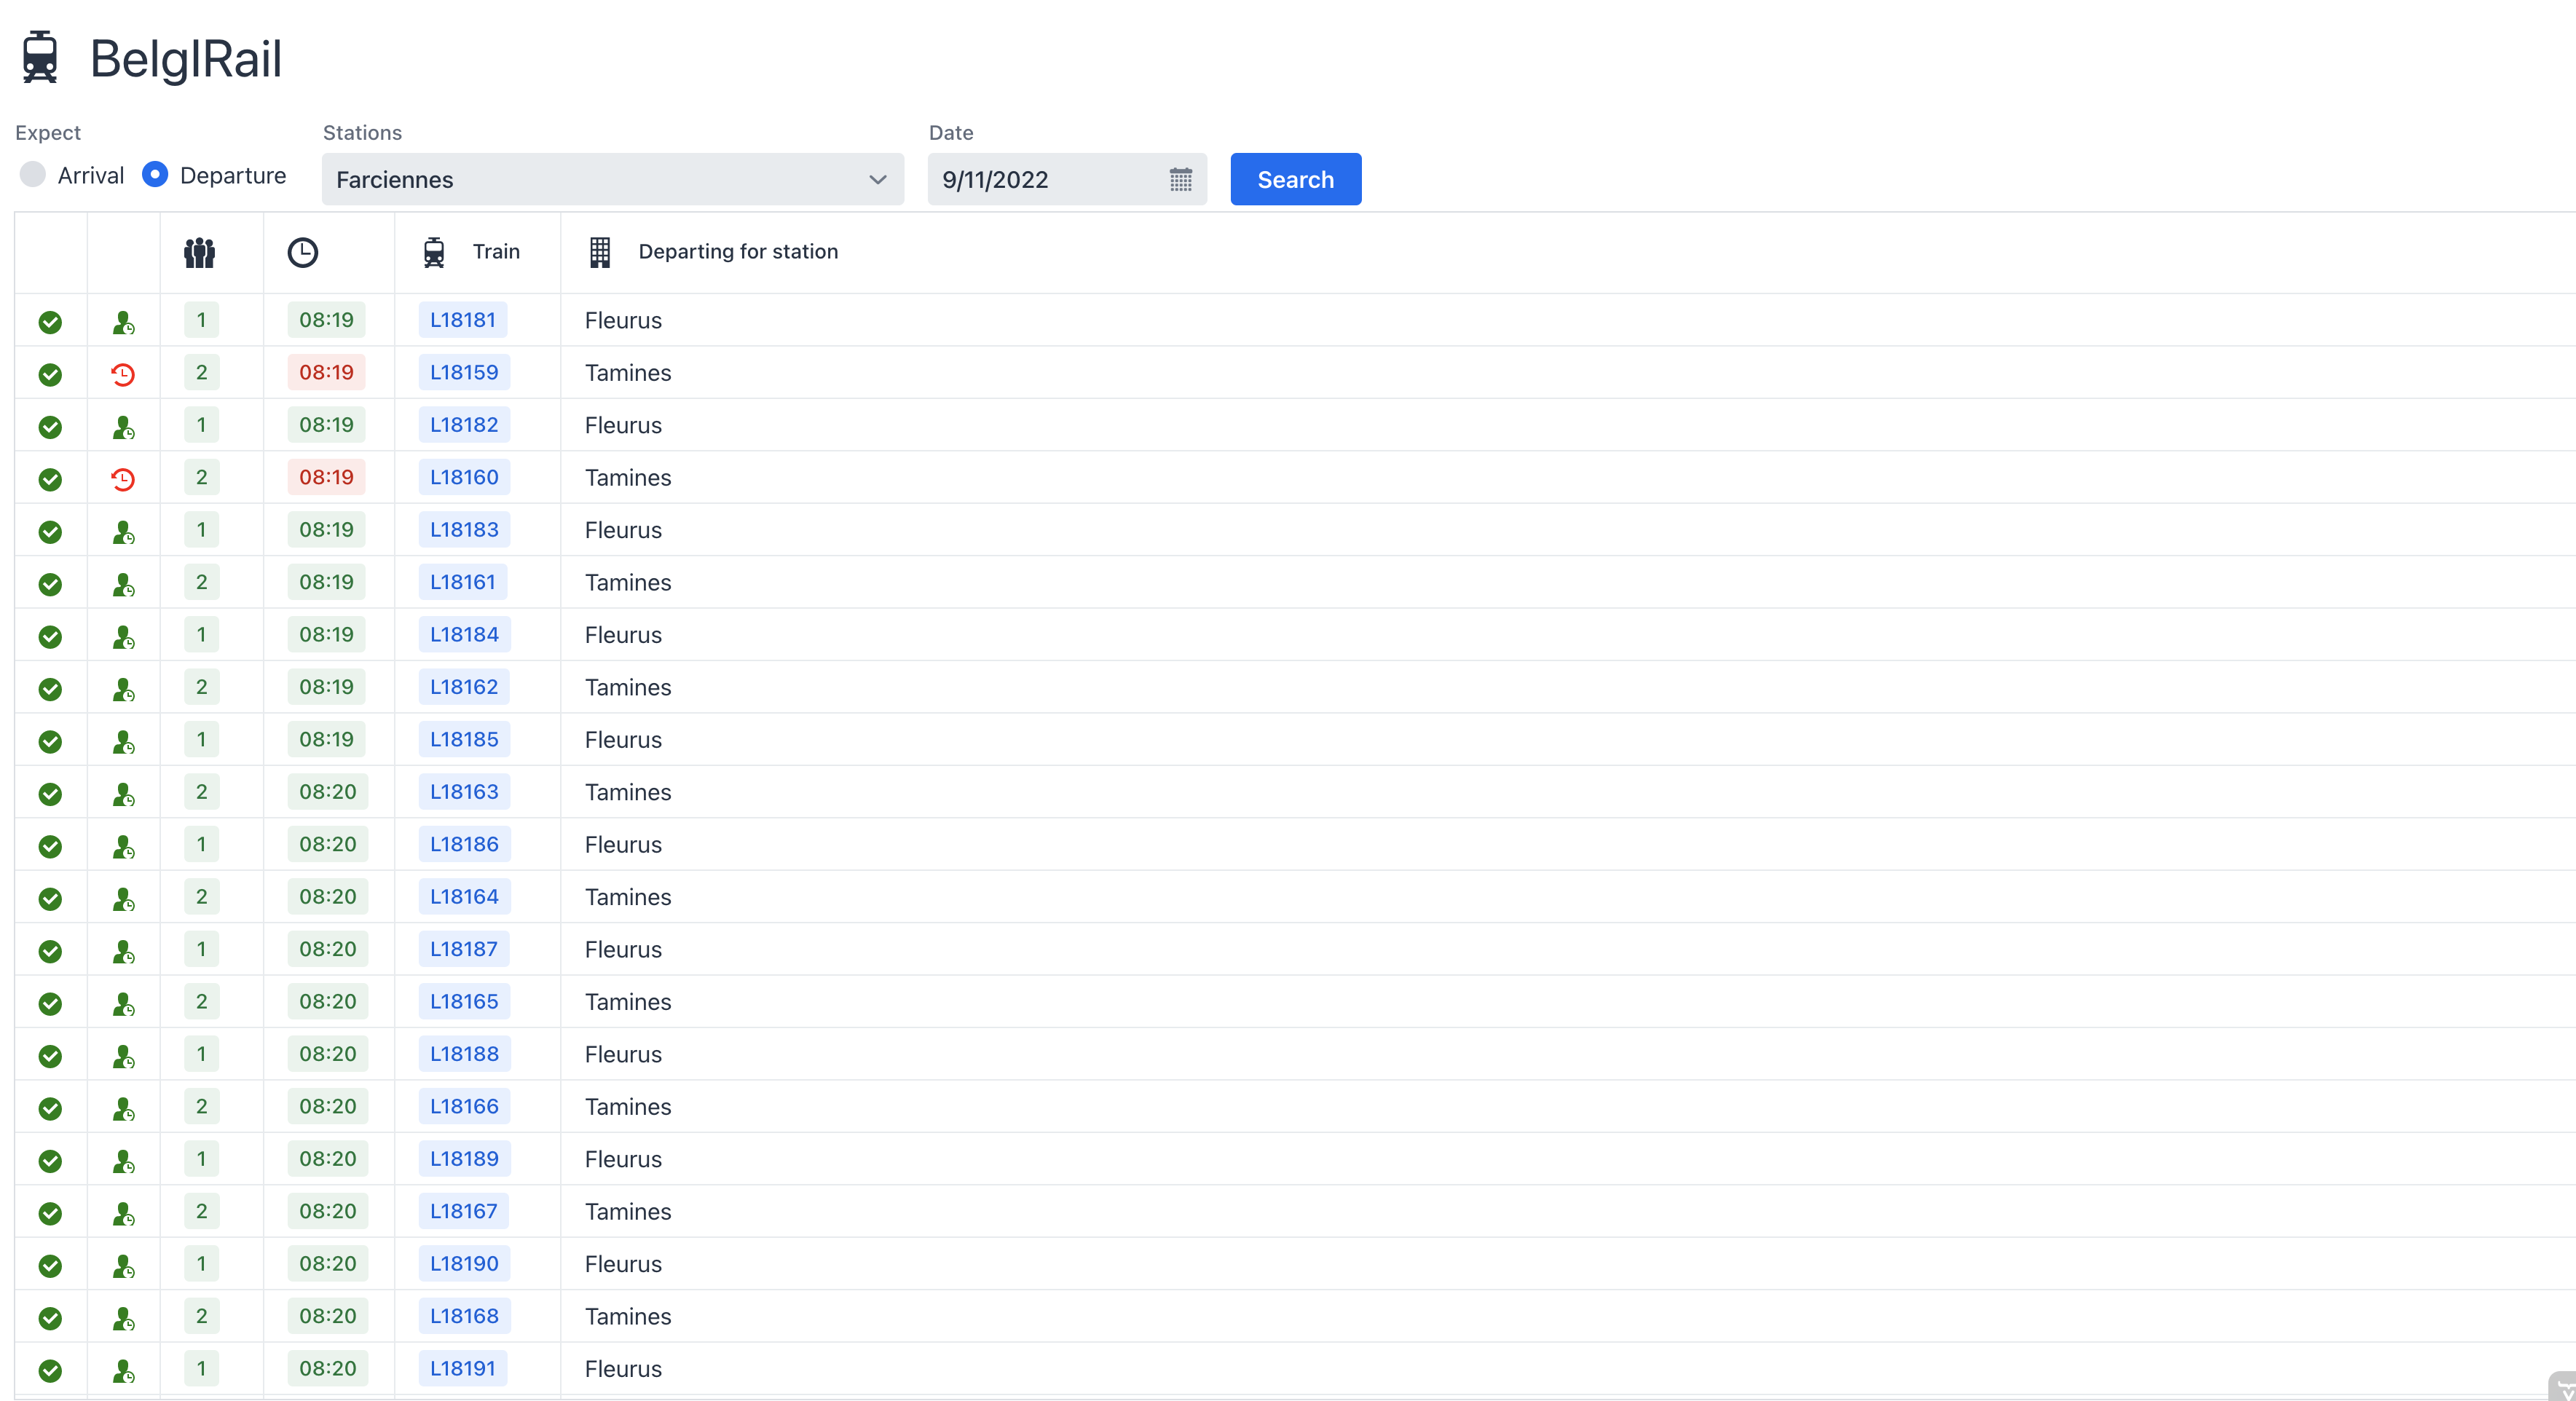 BelglRail
Expect Stations Date
Arrival Departure Farciennes 9/11/2022 Search
Train Departing for station
1 08:19 L18181 Fleurus
2 08:19 L18159 Tamines
1 08:19 L18182 Fleurus
2 08:19 L18160 Tamines
1 08:19 L18183 Fleurus
2 08:19 L18161 Tamines
1 08:19 L18184 Fleurus
2 08:19 L18162 Tamines
1 08:19 L18185 Fleurus
2 08:20 L18163 Tamines
1 08:20 L18186 Fleurus
2 08:20 L18164 Tamines
1 08:20 L18187 Fleurus
2 08:20 L18165 Tamines
1 08:20 L18188 Fleurus
2 08:20 L18166 Tamines
1 08:20 L18189 Fleurus
2 08:20 L18167 Tamines
1 08:20 L18190 Fleurus
2 08:20 L18168 Tamines
1 08:20 L18191 Fleurus